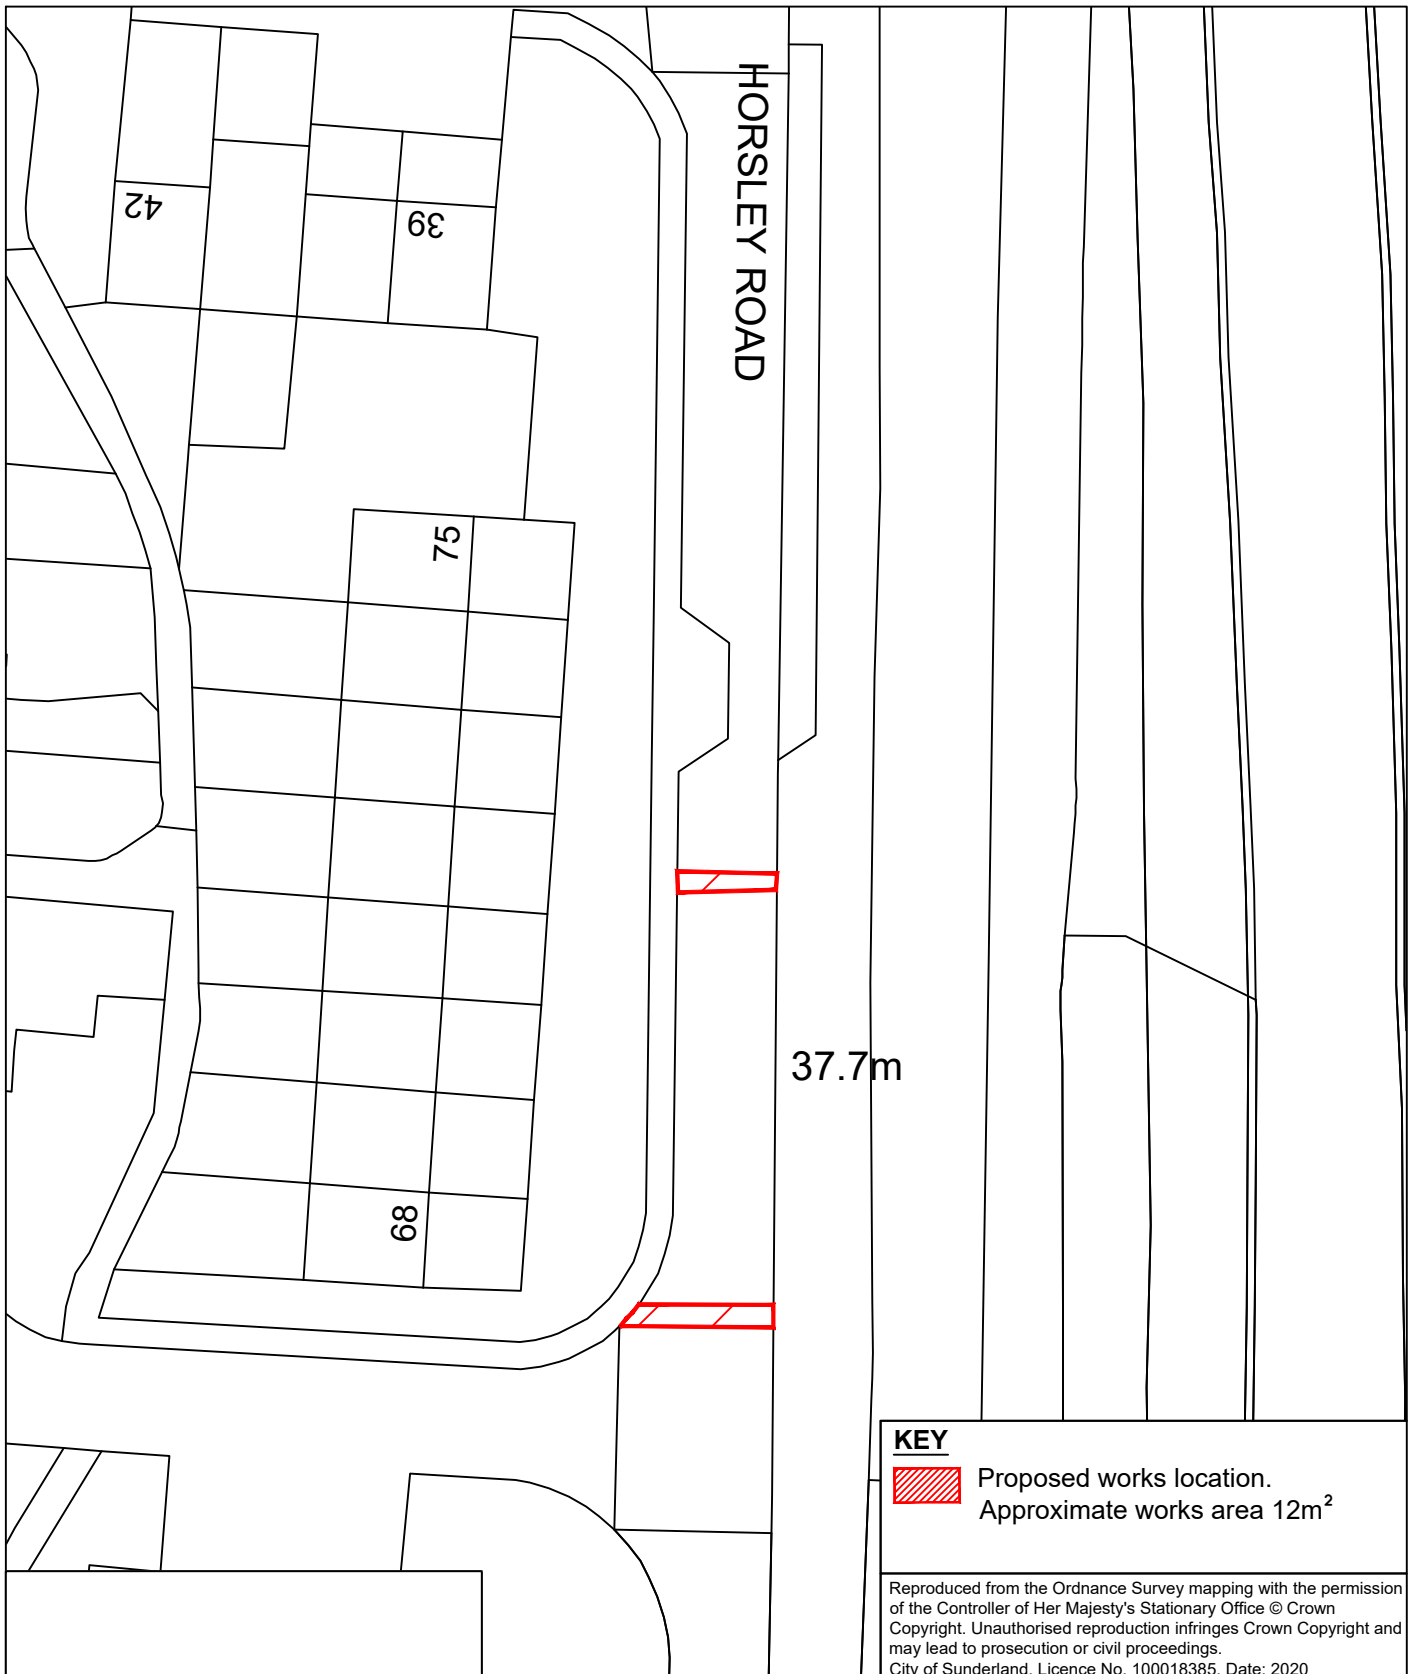 HORSLEY ROAD
42
39
75
37.7m
68
KEY
Proposed works location.
Approximate works area 12m²
Reproduced from the Ordnance Survey mapping with the permission
of the Controller of Her Majesty's Stationary Office © Crown
Copyright. Unauthorised reproduction infringes Crown Copyright and
may lead to prosecution or civil proceedings.
City of Sunderland. Licence No. 100018385. Date: 2020